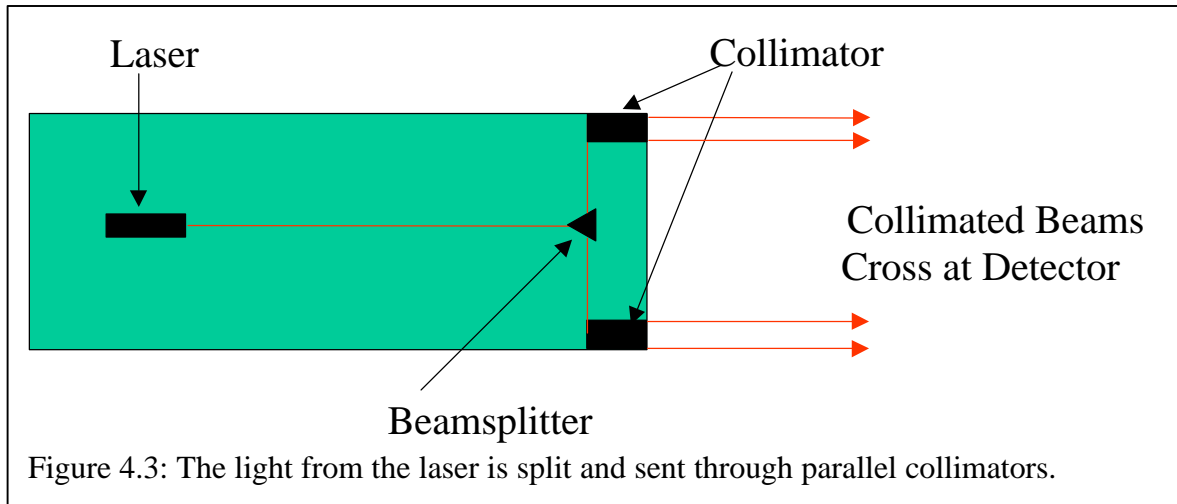 Laser
Collimator
Collimated Beams
Cross at Detector
Beamsplitter
Figure 4.3: The light from the laser is split and sent through parallel collimators.